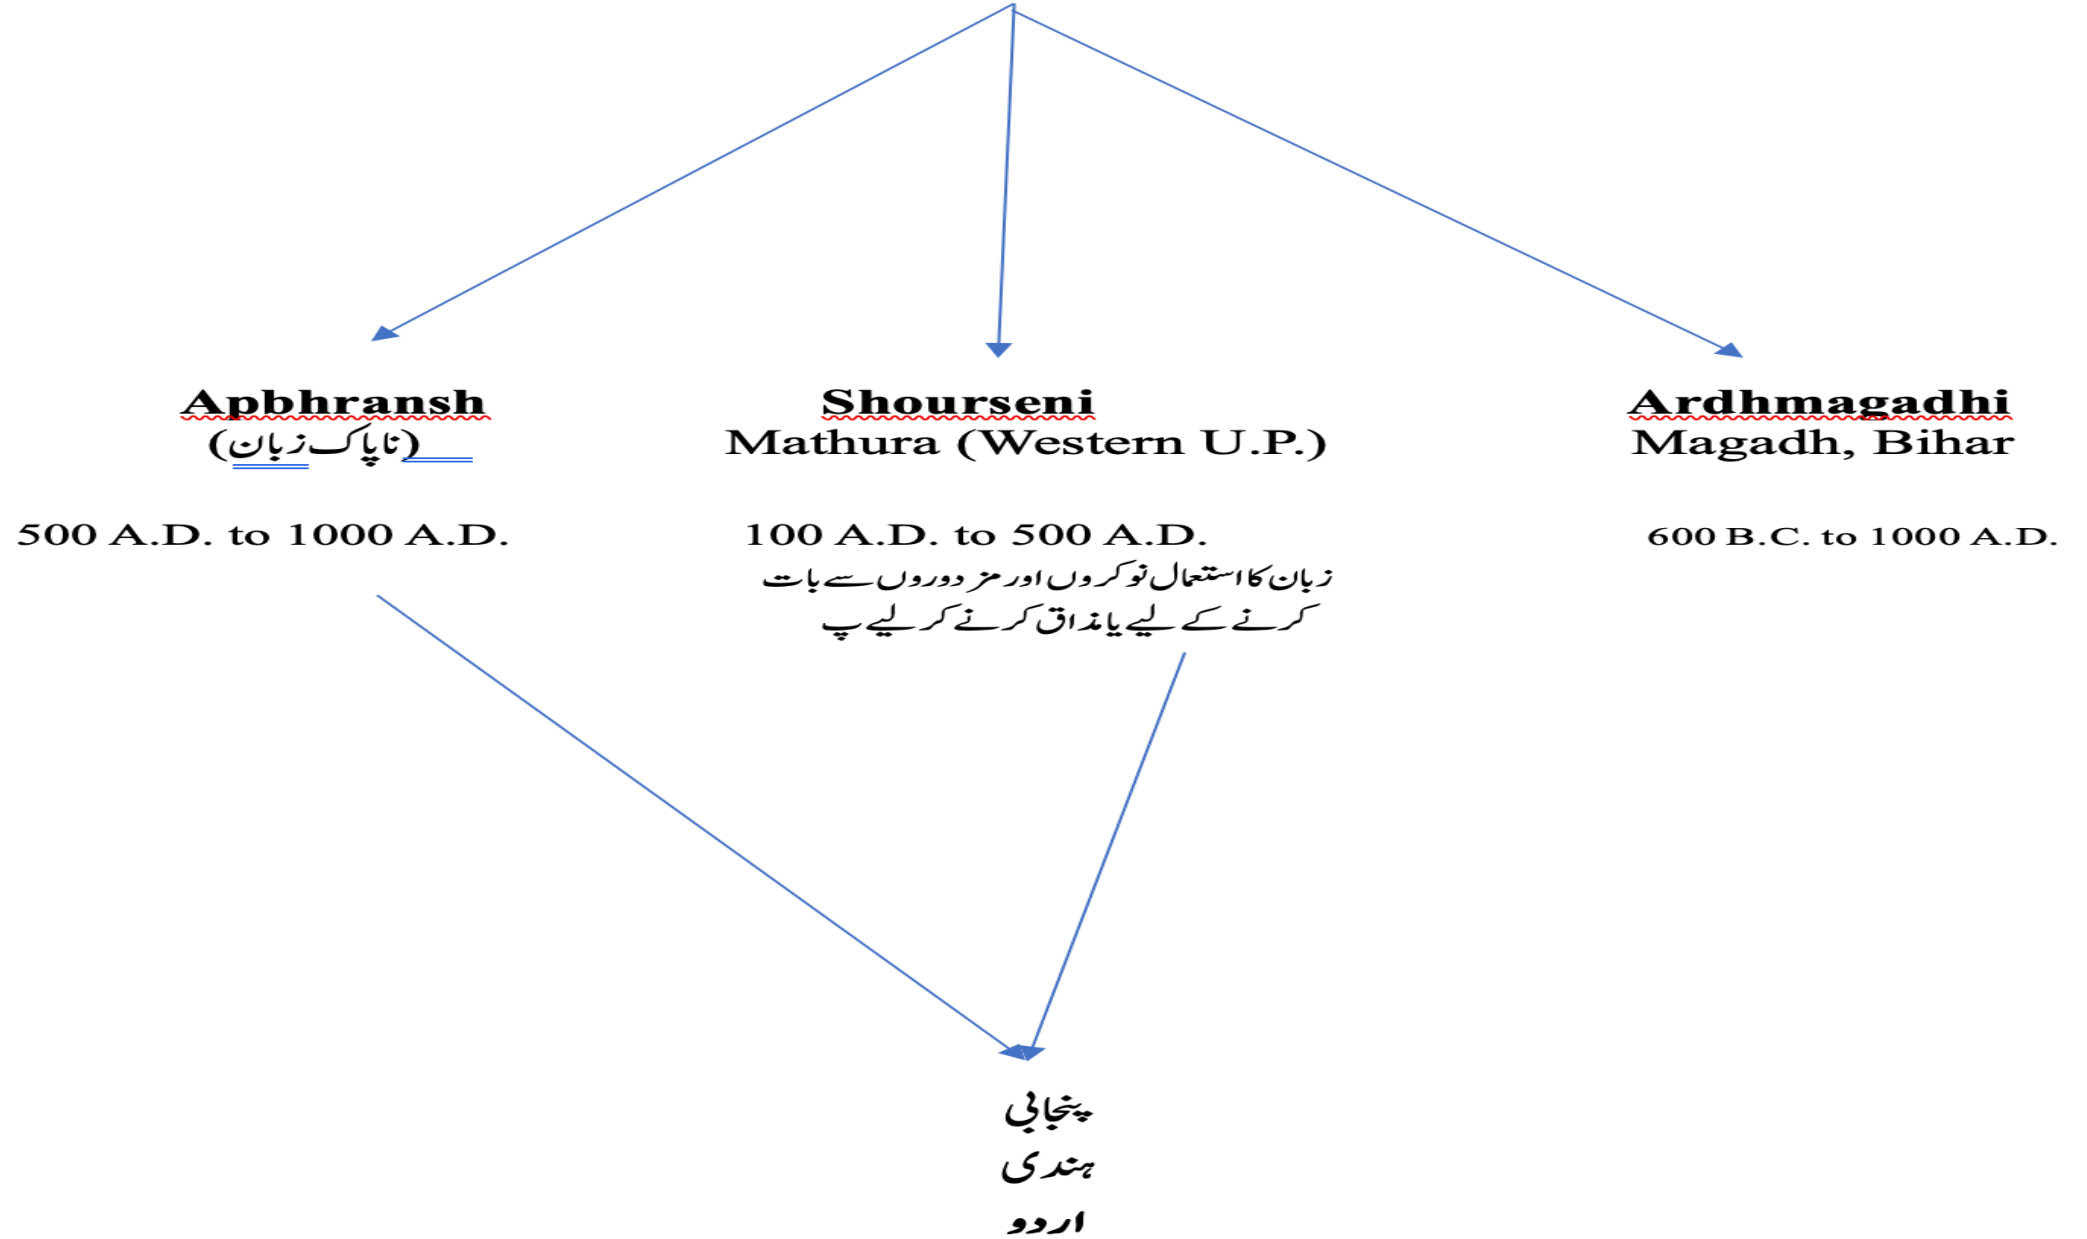 Apbhransh
(ناپاک زبان)
500 A.D. to 1000 A.D.
Shourseni
Mathura (Western U.P.)
100 A.D. to 500 A.D.
زبان کا استعمال نوکروں اور مزدوروں سے بات
کرنے کے لیے یا مذاق کرنے کر لیے پ
Ardhmagadhi
Magadh, Bihar
600 B.C. to 1000 A.D.
پنجابی
ہندی
اردو